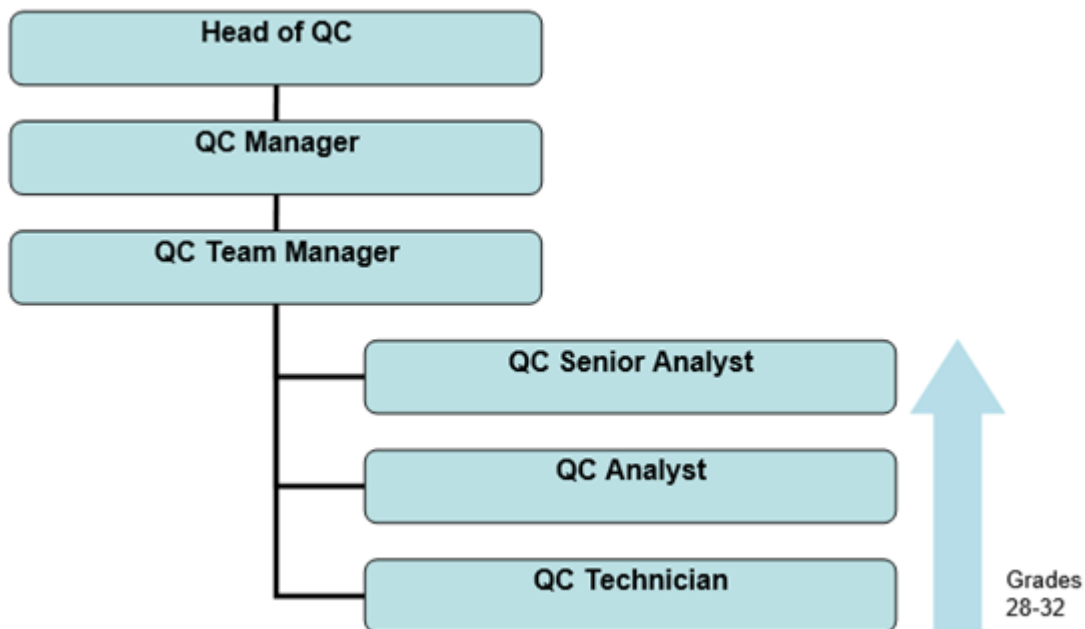 Head of QC
QC Manager
QC Team Manager
QC Senior Analyst
QC Analyst
QC Technician
Grades
28-32